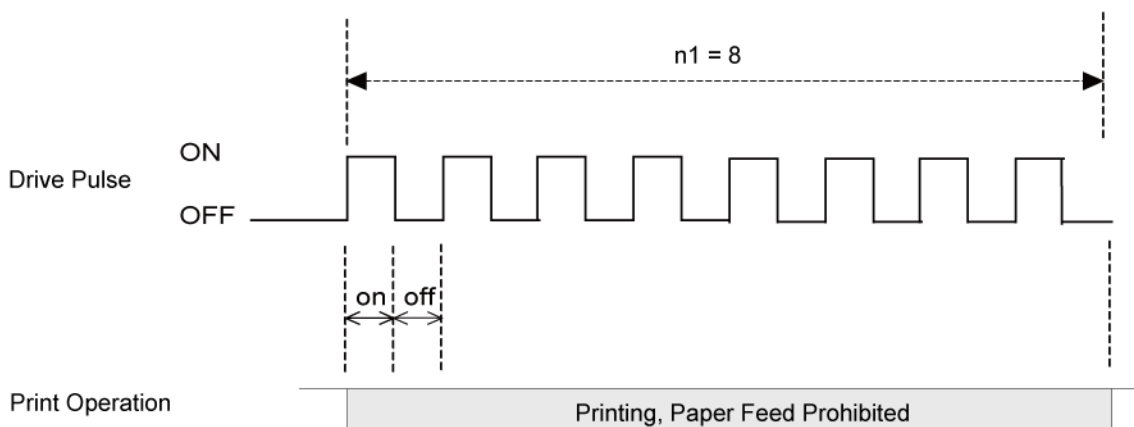 n1 = 8
ON
Drive Pulse
OFF
on off
Print Operation
Printing, Paper Feed Prohibited